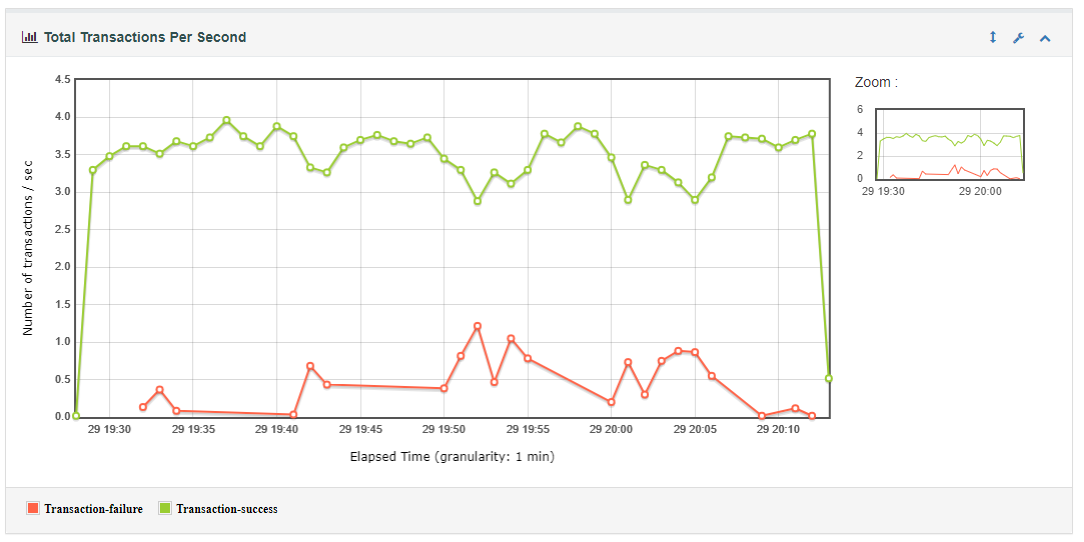 Total Transactions Per Second
Number of transactions / sec
4.5
4.0
3.5
3.0
2.5
2.0
1.5
1.0
0.5
0.0
29 19:30 29 19:35 29 19:40 29 19:45 29 19:50 29 19:55 29 20:00 29 20:05 29 20:10
Elapsed Time (granularity: 1 min)
Zoom :
6
4
2
0
29 19:30 29 20:00
Transaction-failure Transaction-success